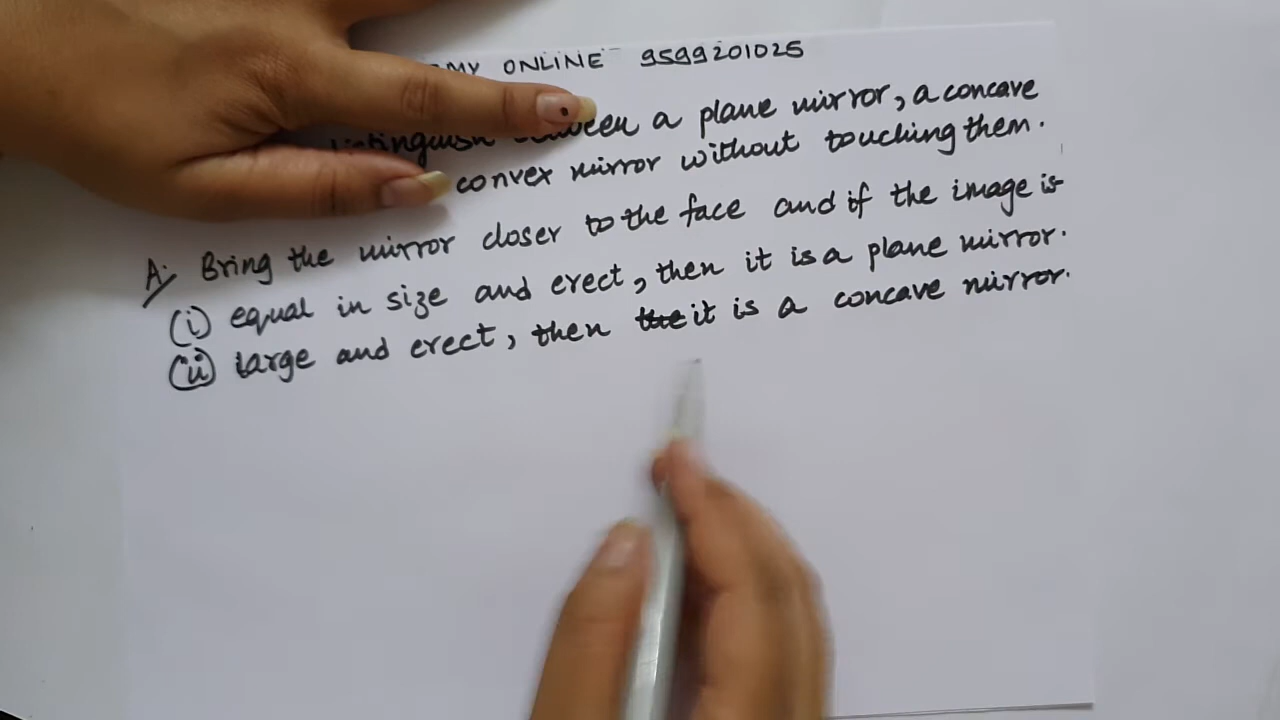 ONLINE 9599201025
distinguish between a plane mirror, a concave
convex mirror without touching them.
A: Bring the mirror closer to the face and if the image is
(i) equal in size and erect, then it is a plane mirror.
(ii) large and erect, then it is a concave mirror.